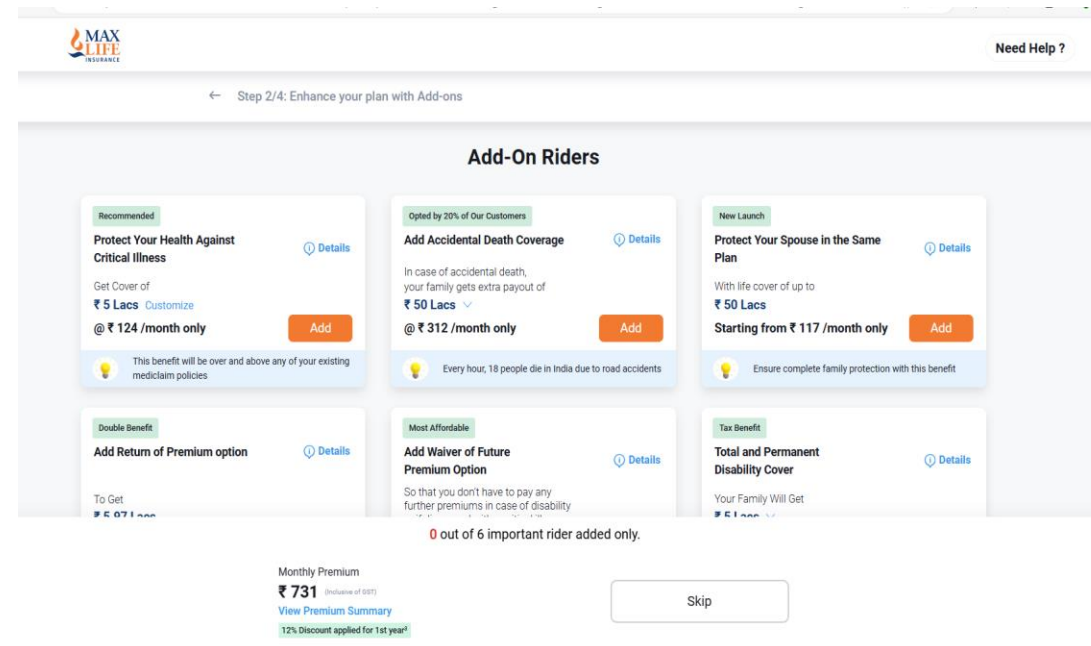 MAX
LIFE
INSURANCE
Need Help ?
← Step 2/4: Enhance your plan with Add-ons
Add-On Riders
Recommended
Protect Your Health Against
Critical Illness
Details
Get Cover of
₹ 5 Lacs Customize
@ ₹ 124 /month only
Add
This benefit will be over and above any of your existing
mediclaim policies
Opted by 20% of Our Customers
Add Accidental Death Coverage
Details
In case of accidental death,
your family gets extra payout of
₹ 50 Lacs
@ ₹ 312 /month only
Add
Every hour, 18 people die in India due to road accidents
New Launch
Protect Your Spouse in the Same
Plan
Details
With life cover of up to
₹ 50 Lacs
Starting from ₹ 117 /month only
Add
Ensure complete family protection with this benefit
Double Benefit
Add Return of Premium option
Details
To Get
₹ 5.97 Lacs
Most Affordable
Add Waiver of Future
Premium Option
Details
So that you don't have to pay any
further premiums in case of disability
Tax Benefit
Total and Permanent
Disability Cover
Details
Your Family Will Get
₹ 5 Lacs
0 out of 6 important rider added only.
Monthly Premium
₹ 731 (Inclusive of GST)
View Premium Summary
12% Discount applied for 1st year³
Skip